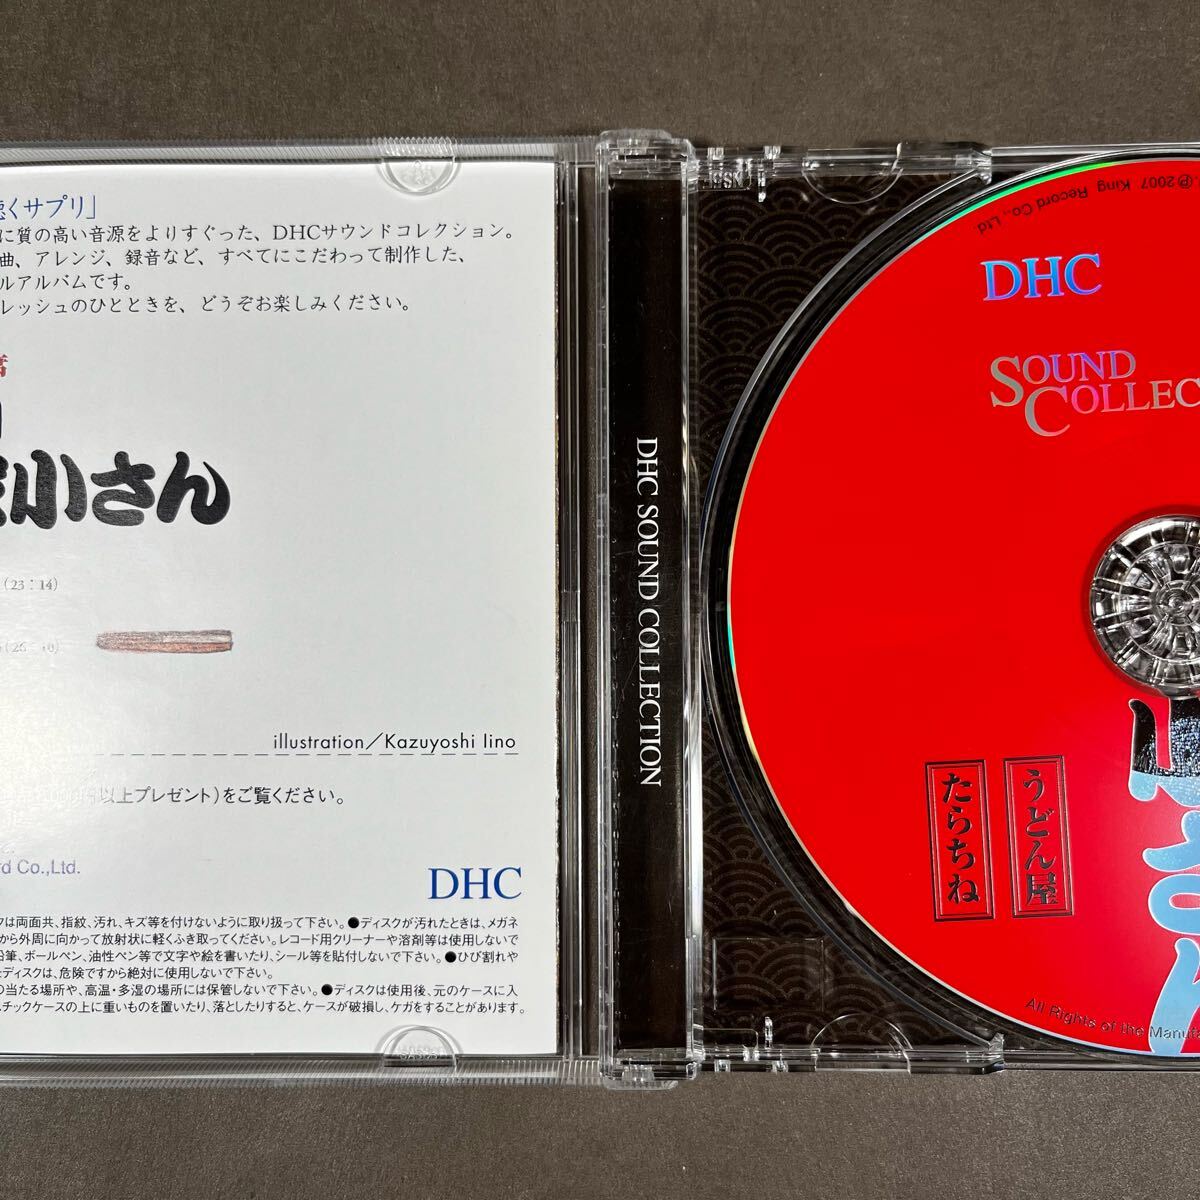 聴くサプリ」
に質の高い音源をよりすぐった、DHCサウンドコレクション。
曲、アレンジ、録音など、すべてにこだわって制作した、
ルアルバムです。
レッシュのひとときを、どうぞお楽しみください。
席
小さん
(23:14)
illustration/Kazuyoshi Iino
以上プレゼント)をご覧ください。
rd Co.,Ltd.
DHC
クは両面共、指紋、汚れ、キズ等を付けないように取り扱って下さい。●ディスクが汚れたときは、メガネ
から外周に向かって放射状に軽くふき取ってください。レコード用クリーナーや溶剤等は使用しないで
鉛筆、ボールペン、油性ペン等で文字や絵を書いたり、シール等を貼付しないで下さい。●ひび割れや
たディスクは、危険ですから絶対に使用しないで下さい。
の当たる場所や、高温・多湿の場所には保管しないで下さい。●ディスクは使用後、元のケースに入
スチックケースの上に重いものを置いたり、落としたりすると、ケースが破損し、ケガをすることがあります。
DHC SOUND COLLECTION
℗2007 King Record Co., Ltd.
DHC
SOUND
COLLEC
うどん屋
たらちね
小さん
All Rights of the Manufa